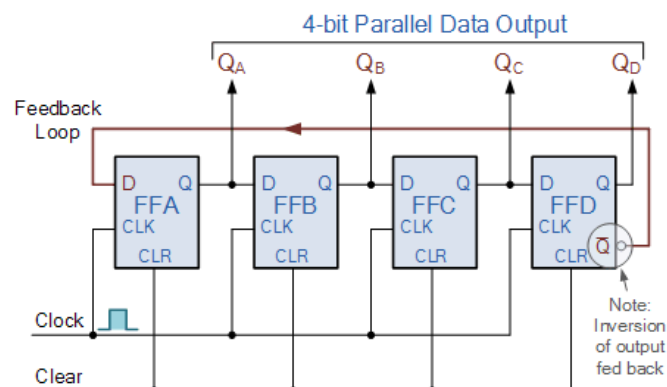 4-bit Parallel Data Output
QA QB QC QD
Feedback
Loop
D Q D Q D Q D Q
FFA FFB FFC FFD
CLK CLK CLK CLK
Q̅
CLR CLR CLR CLR
Clock
Note:
Inversion
of output
fed back
Clear